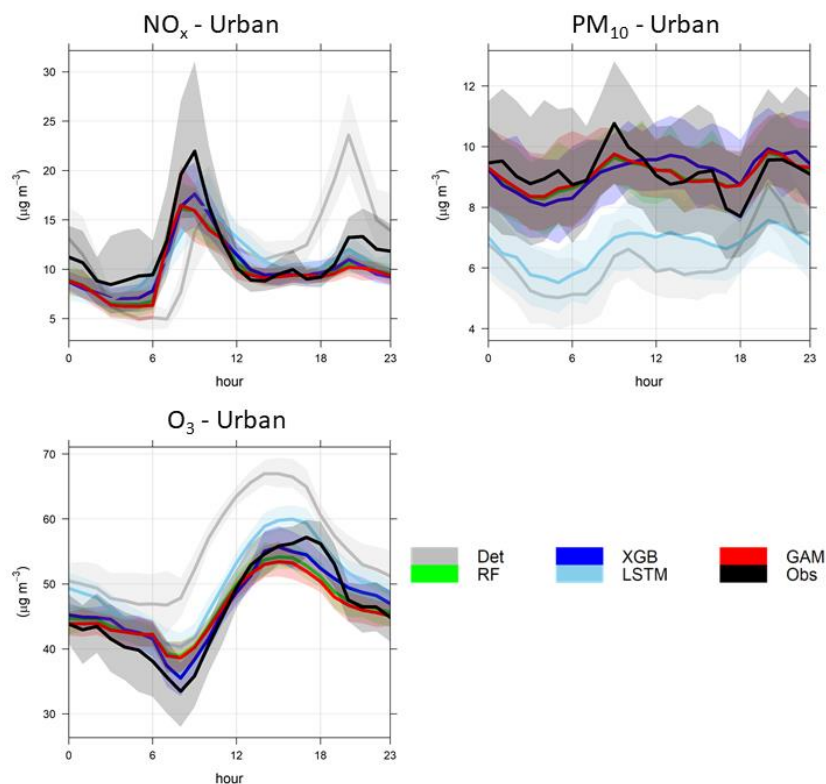 NOₓ - Urban
PM₁₀ - Urban
30
25
20
15
10
5
(µg m⁻³)
0 6 12 18 23
hour
12
10
8
6
4
(µg m⁻³)
0 6 12 18 23
hour
O₃ - Urban
70
60
50
40
30
(µg m⁻³)
0 6 12 18 23
hour
Det XGB GAM
RF LSTM Obs